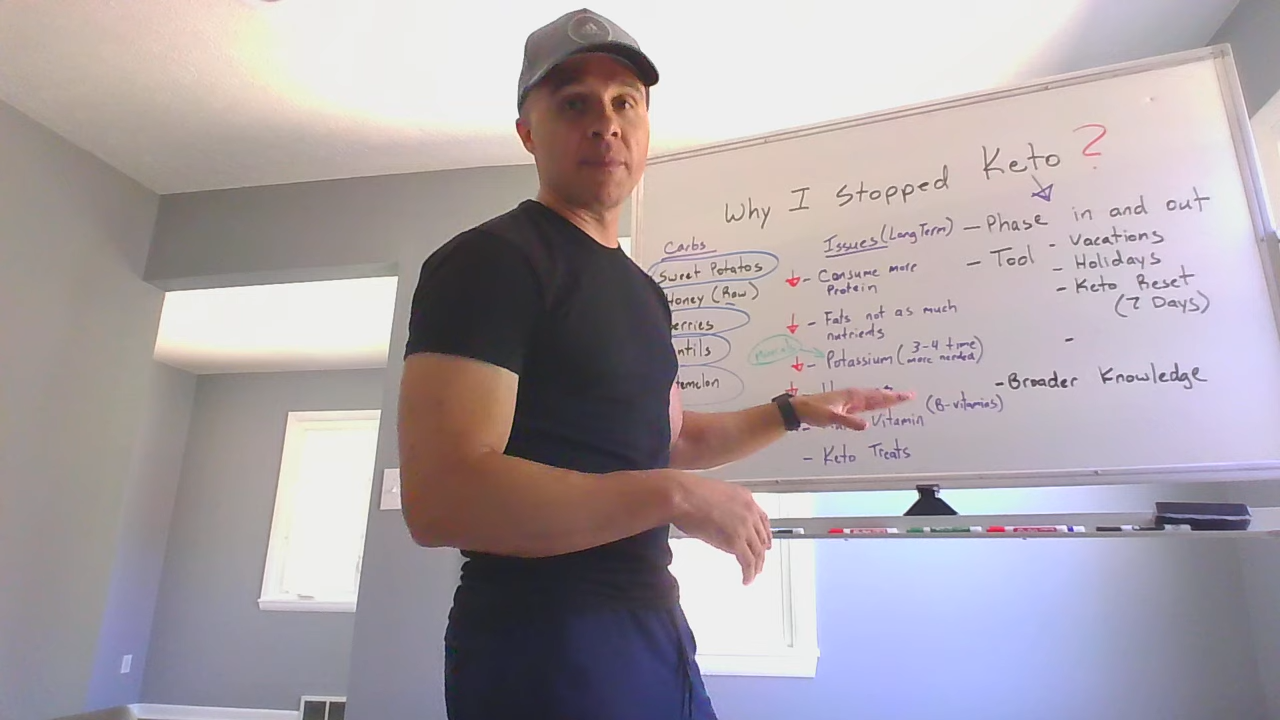 Why I Stopped Keto ?
Carbs
Sweet Potatos
Honey (Raw)
erries
ntils
temelon
Issues (Long Term)
- Consume more
Protein
- Fats not as much
nutrients
- Potassium (3-4 time
more needed)
Vitamin (B-vitamins)
- Keto Treats
- Phase in and out
- Tool - Vacations
- Holidays
- Keto Reset
(7 Days)
-
- Broader Knowledge